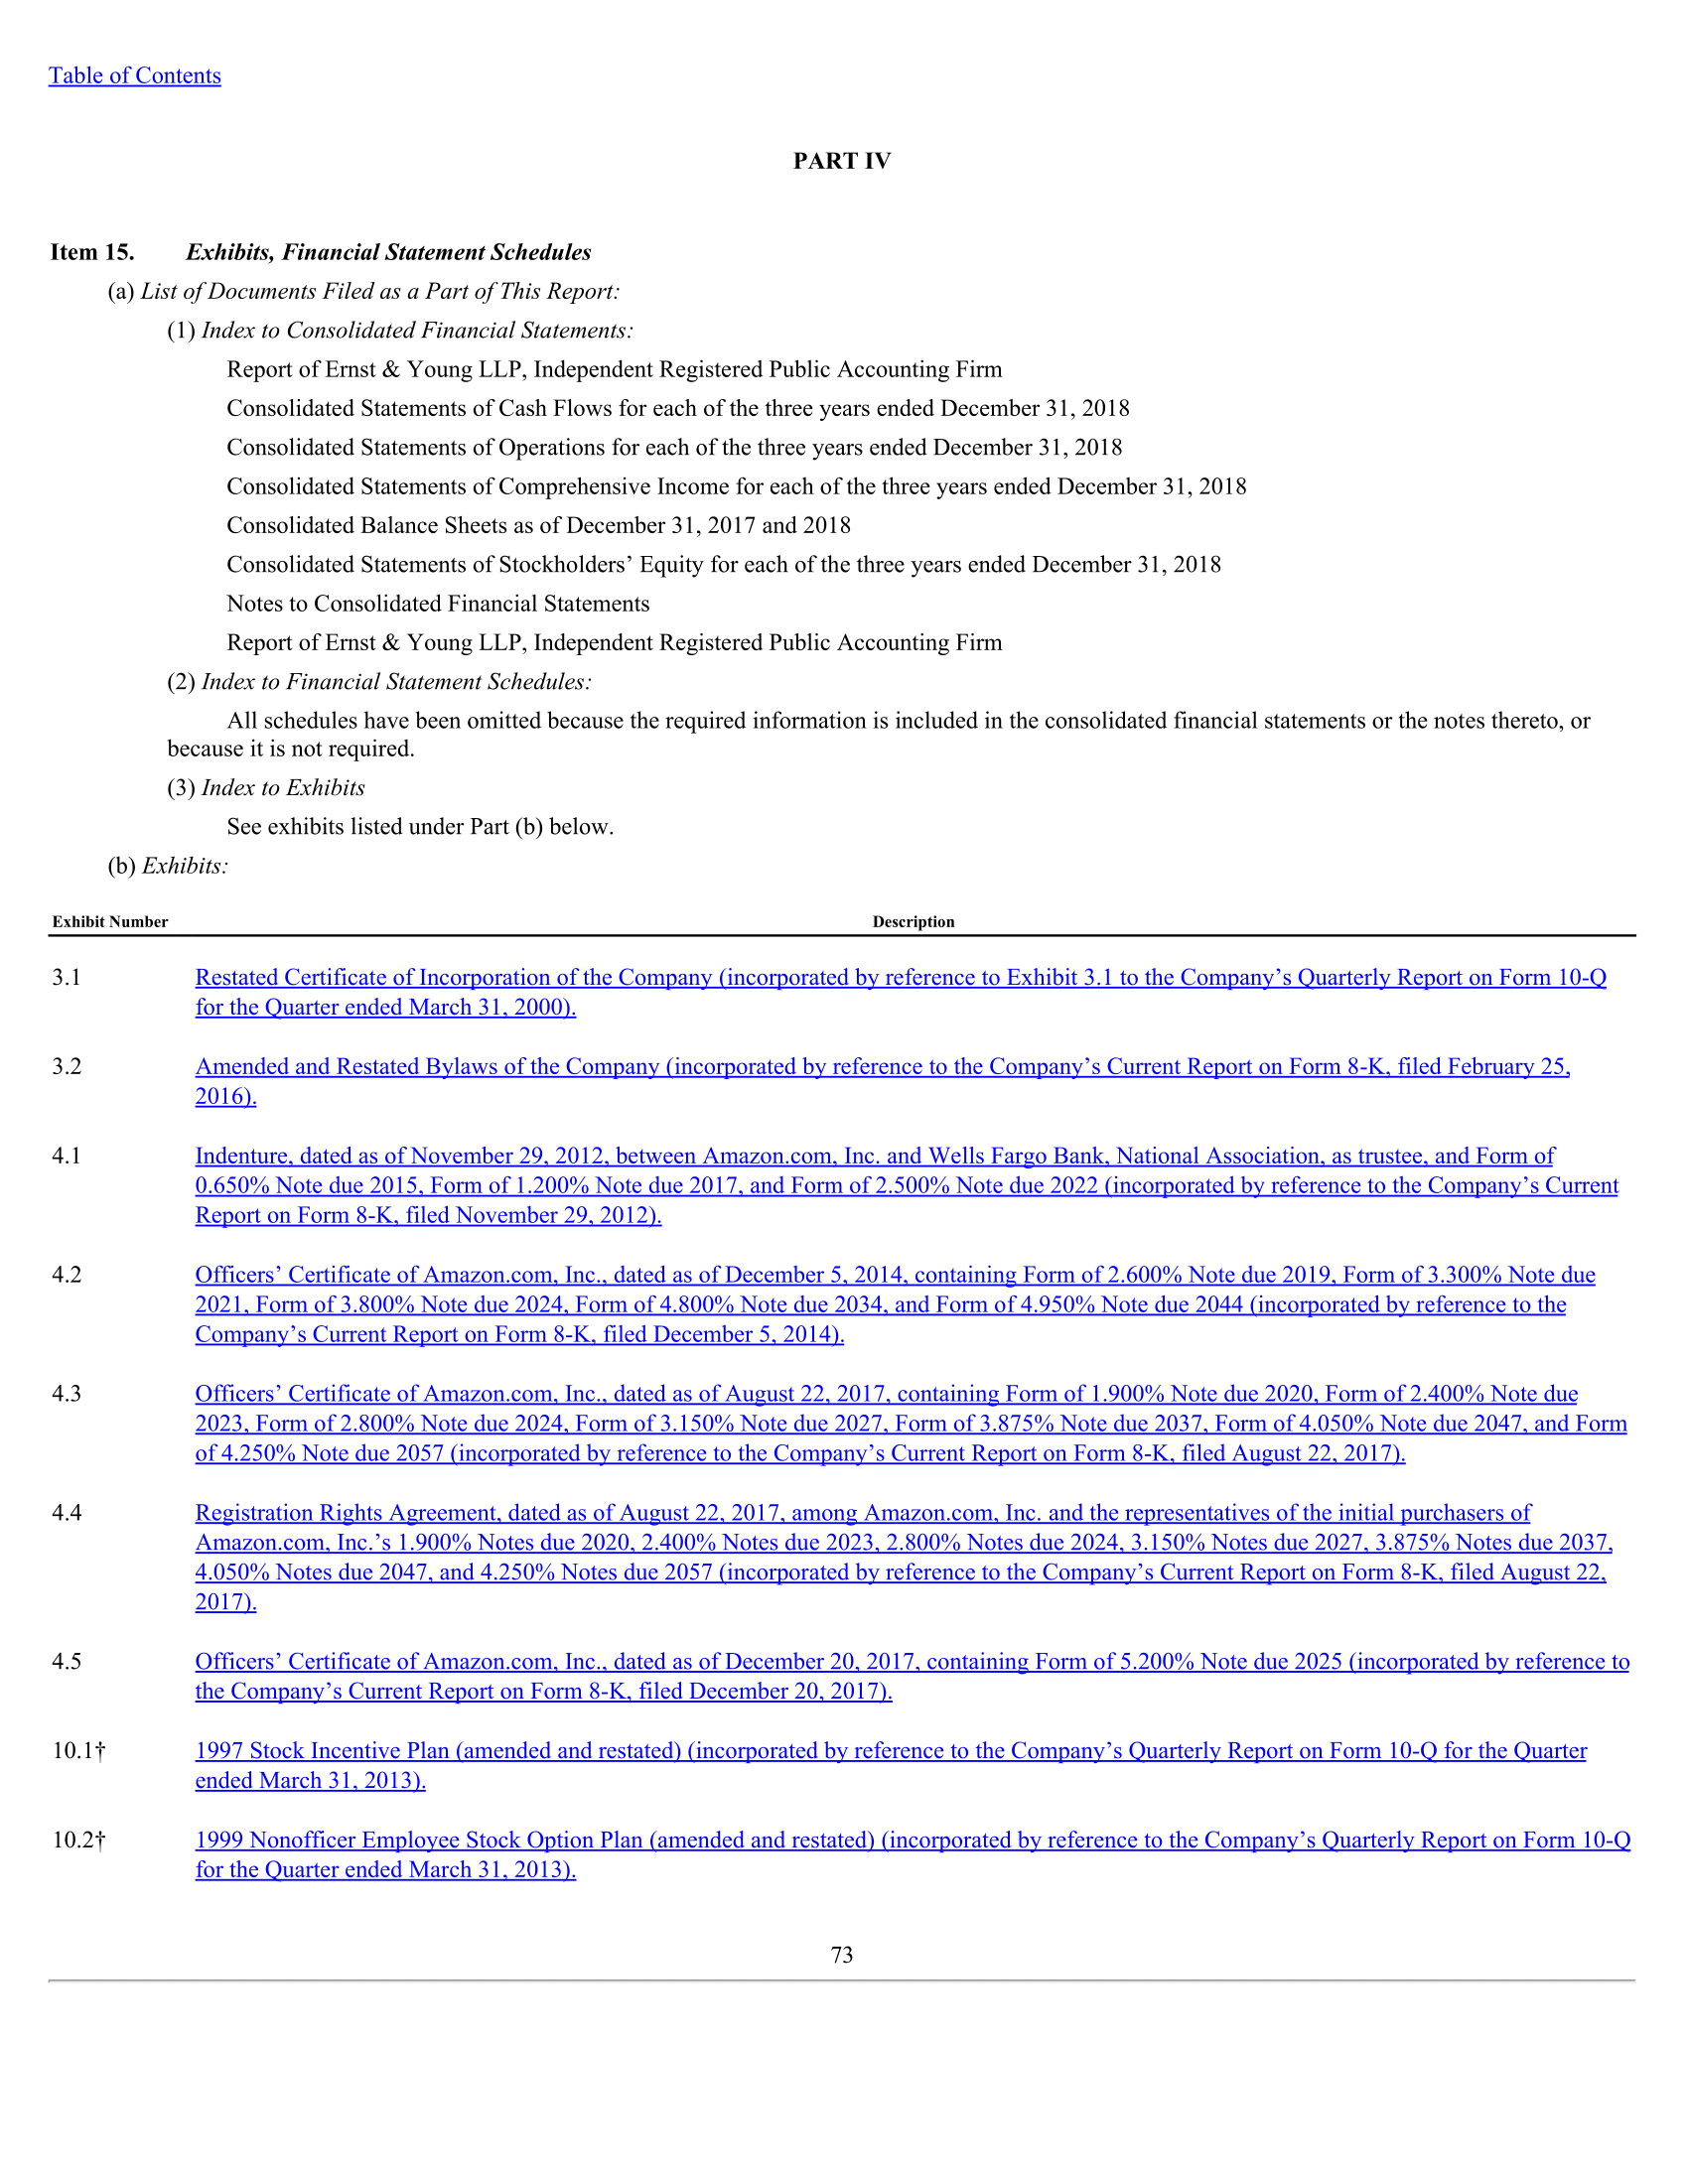 Table of Contents
PART IV
Item 15. Exhibits, Financial Statement Schedules
(a) List of Documents Filed as a Part of This Report:
(1) Index to Consolidated Financial Statements:
Report of Ernst & Young LLP, Independent Registered Public Accounting Firm
Consolidated Statements of Cash Flows for each of the three years ended December 31, 2018
Consolidated Statements of Operations for each of the three years ended December 31, 2018
Consolidated Statements of Comprehensive Income for each of the three years ended December 31, 2018
Consolidated Balance Sheets as of December 31, 2017 and 2018
Consolidated Statements of Stockholders’ Equity for each of the three years ended December 31, 2018
Notes to Consolidated Financial Statements
Report of Ernst & Young LLP, Independent Registered Public Accounting Firm
(2) Index to Financial Statement Schedules:
All schedules have been omitted because the required information is included in the consolidated financial statements or the notes thereto, or
because it is not required.
(3) Index to Exhibits
See exhibits listed under Part (b) below.
(b) Exhibits:
Exhibit Number Description
3.1 Restated Certificate of Incorporation of the Company (incorporated by reference to Exhibit 3.1 to the Company’s Quarterly Report on Form 10-Q
for the Quarter ended March 31, 2000).
3.2 Amended and Restated Bylaws of the Company (incorporated by reference to the Company’s Current Report on Form 8-K, filed February 25,
2016).
4.1 Indenture, dated as of November 29, 2012, between Amazon.com, Inc. and Wells Fargo Bank, National Association, as trustee, and Form of
0.650% Note due 2015, Form of 1.200% Note due 2017, and Form of 2.500% Note due 2022 (incorporated by reference to the Company’s Current
Report on Form 8-K, filed November 29, 2012).
4.2 Officers’ Certificate of Amazon.com, Inc., dated as of December 5, 2014, containing Form of 2.600% Note due 2019, Form of 3.300% Note due
2021, Form of 3.800% Note due 2024, Form of 4.800% Note due 2034, and Form of 4.950% Note due 2044 (incorporated by reference to the
Company’s Current Report on Form 8-K, filed December 5, 2014).
4.3 Officers’ Certificate of Amazon.com, Inc., dated as of August 22, 2017, containing Form of 1.900% Note due 2020, Form of 2.400% Note due
2023, Form of 2.800% Note due 2024, Form of 3.150% Note due 2027, Form of 3.875% Note due 2037, Form of 4.050% Note due 2047, and Form
of 4.250% Note due 2057 (incorporated by reference to the Company’s Current Report on Form 8-K, filed August 22, 2017).
4.4 Registration Rights Agreement, dated as of August 22, 2017, among Amazon.com, Inc. and the representatives of the initial purchasers of
Amazon.com, Inc.’s 1.900% Notes due 2020, 2.400% Notes due 2023, 2.800% Notes due 2024, 3.150% Notes due 2027, 3.875% Notes due 2037,
4.050% Notes due 2047, and 4.250% Notes due 2057 (incorporated by reference to the Company’s Current Report on Form 8-K, filed August 22,
2017).
4.5 Officers’ Certificate of Amazon.com, Inc., dated as of December 20, 2017, containing Form of 5.200% Note due 2025 (incorporated by reference to
the Company’s Current Report on Form 8-K, filed December 20, 2017).
10.1† 1997 Stock Incentive Plan (amended and restated) (incorporated by reference to the Company’s Quarterly Report on Form 10-Q for the Quarter
ended March 31, 2013).
10.2† 1999 Nonofficer Employee Stock Option Plan (amended and restated) (incorporated by reference to the Company’s Quarterly Report on Form 10-Q
for the Quarter ended March 31, 2013).
73